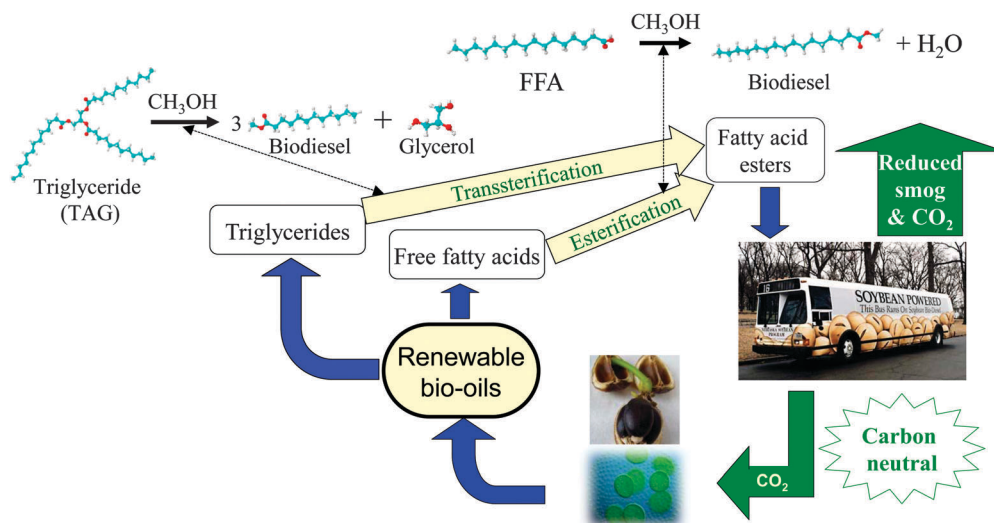 CH₃OH
FFA
Biodiesel
+ H₂O
CH₃OH
3
Biodiesel
+
Glycerol
Triglyceride
(TAG)
Transsterification
Esterification
Fatty acid
esters
Reduced
smog
& CO₂
Triglycerides
Free fatty acids
Renewable
bio-oils
16
SOYBEAN POWERED
This Bus Runs On Soybean Bio-Diesel
Carbon
neutral
CO₂